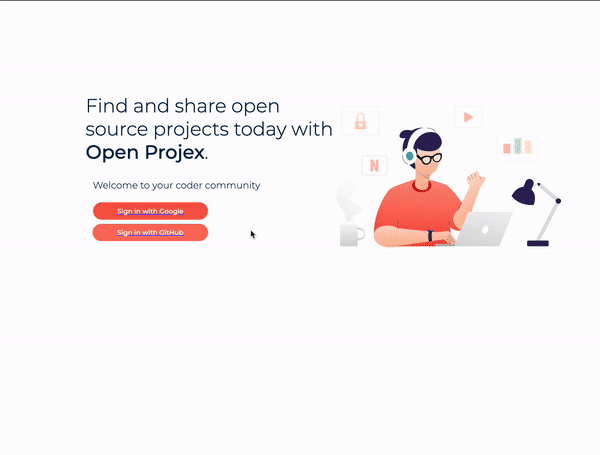 Find and share open
source projects today with
Open Projex.
Welcome to your coder community
Sign in with Google
Sign in with GitHub
N